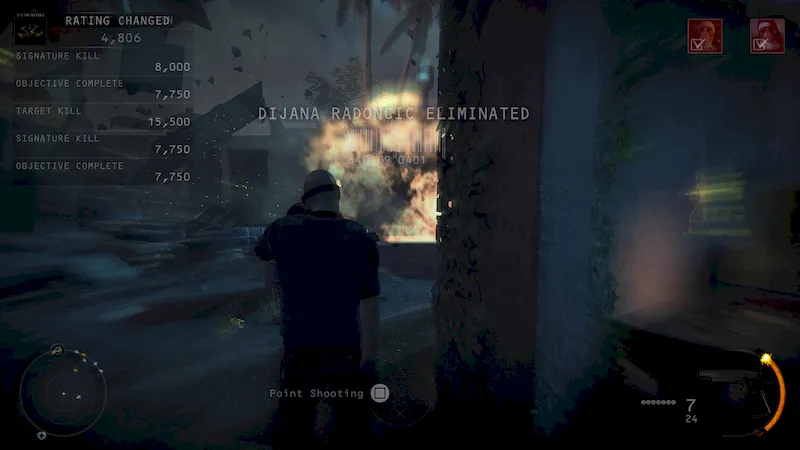 RATING CHANGED
4,806
SIGNATURE KILL
8,000
OBJECTIVE COMPLETE
7,750
TARGET KILL
15,500
SIGNATURE KILL
7,750
OBJECTIVE COMPLETE
7,750
DIJANA RADONCIC ELIMINATED
Point Shooting
7
24